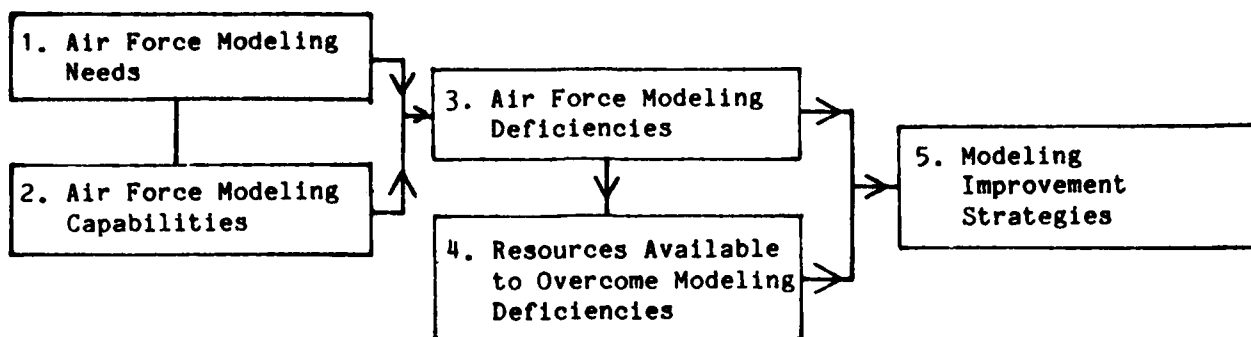 1. Air Force Modeling
Needs
2. Air Force Modeling
Capabilities
3. Air Force Modeling
Deficiencies
4. Resources Available
to Overcome Modeling
Deficiencies
5. Modeling
Improvement
Strategies